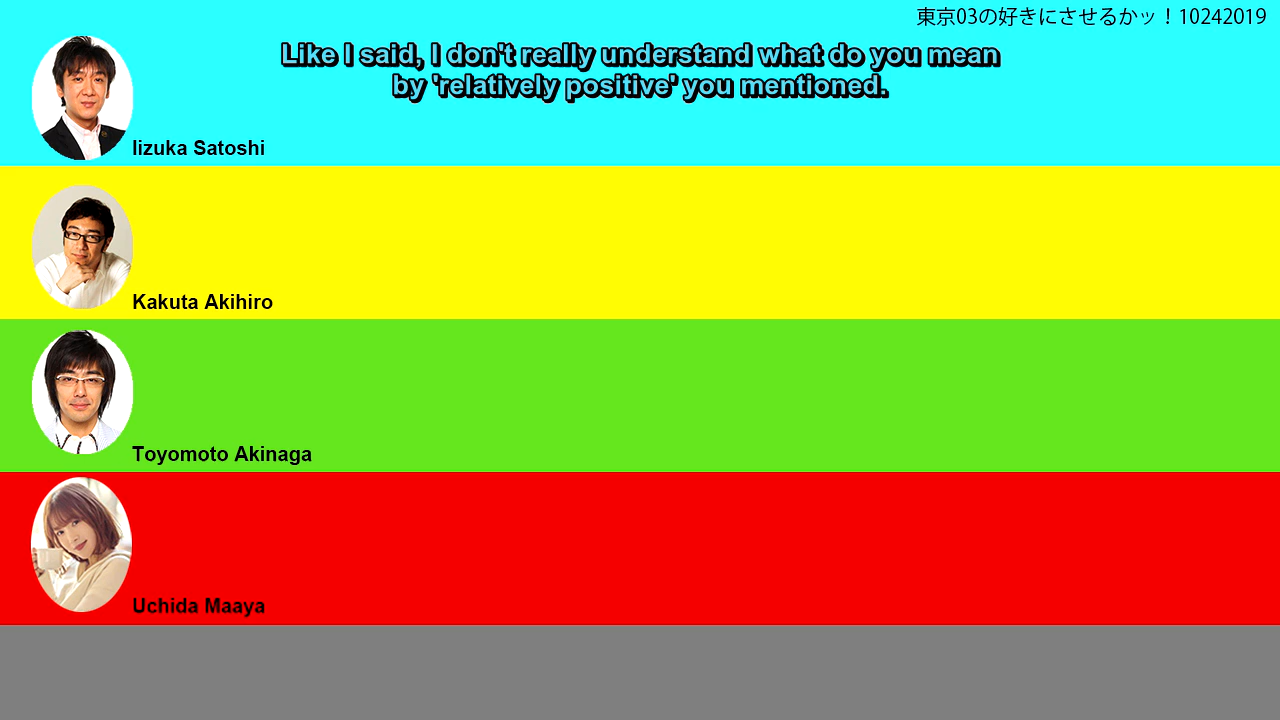 東京03の好きにさせるかッ！10242019
Like I said, I don't really understand what do you mean
by 'relatively positive' you mentioned.
Iizuka Satoshi
Kakuta Akihiro
Toyomoto Akinaga
Uchida Maaya